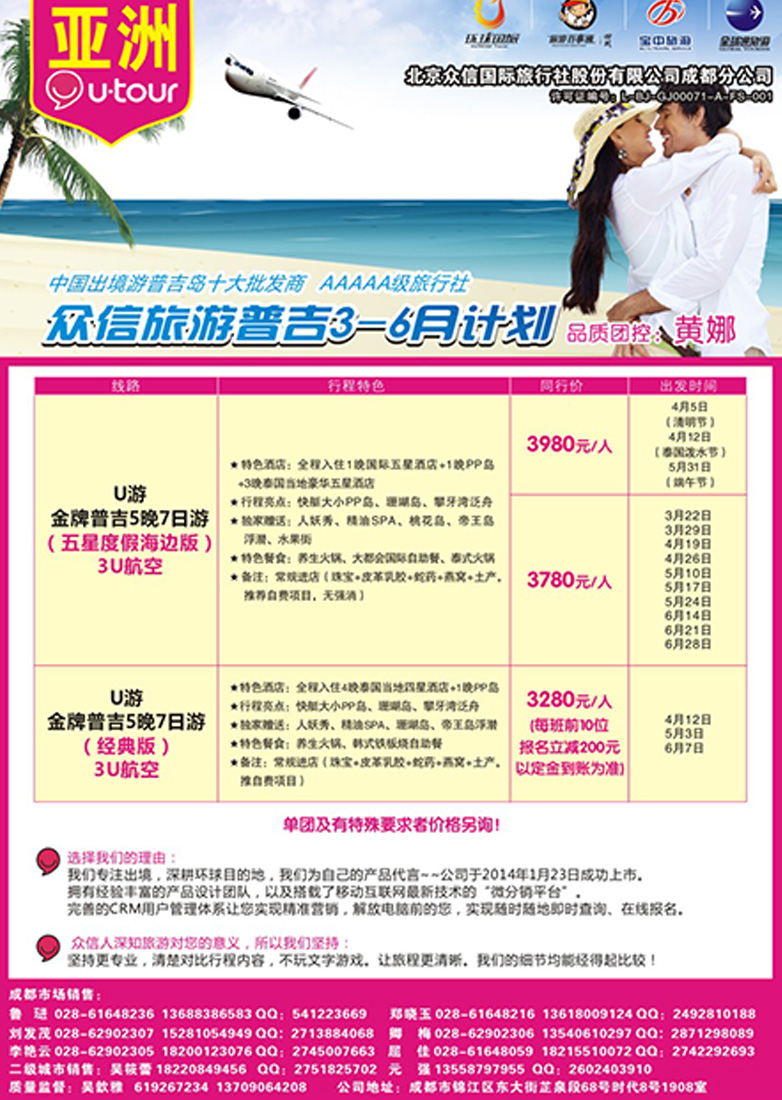 亚洲
u·tour
环球国旅
宝中旅游
北京众信国际旅行社股份有限公司成都分公司
许可证编号：L-BJ-GJ00071-A-FS-001
中国出境游普吉岛十大批发商 AAAAA级旅行社
众信旅游普吉3-6月计划 品质团控：黄娜
线路 行程特色 同行价 出发时间
U游
金牌普吉5晚7日游
（五星度假海边版）
3U航空
★特色酒店：全程入住1晚国际五星酒店+1晚PP岛
+3晚泰国当地豪华五星酒店
★行程亮点：快艇大小PP岛、珊瑚岛、攀牙湾泛舟
★独家赠送：人妖秀、精油SPA、桃花岛、帝王岛
浮潜、水果街
★特色餐食：养生火锅、大都会国际自助餐、泰式火锅
★备注：常规进店（珠宝+皮革乳胶+蛇药+燕窝+土产，
推荐自费项目，无强消）
3980元/人
4月5日
（清明节）
4月12日
（泰国泼水节）
5月31日
（端午节）
3780元/人
3月22日
3月29日
4月19日
4月26日
5月10日
5月17日
5月24日
6月14日
6月21日
6月28日
U游
金牌普吉5晚7日游
（经典版）
3U航空
★特色酒店：全程入住4晚泰国当地四星酒店+1晚PP岛
★行程亮点：快艇小PP岛、珊瑚岛、攀牙湾泛舟
★独家赠送：人妖秀、精油SPA、珊瑚岛、帝王岛浮潜
★特色餐食：养生火锅、韩式铁板烧自助餐
★备注：常规进店（珠宝+皮革乳胶+蛇药+燕窝+土产，
推自费项目）
3280元/人
(每班前10位
报名立减200元
以定金到账为准)
4月12日
5月3日
6月7日
单团及有特殊要求者价格另询!
选择我们的理由：
我们专注出境，深耕环球目的地，我们为自己的产品代言~~公司于2014年1月23日成功上市。
拥有经验丰富的产品设计团队，以及搭载了移动互联网最新技术的“微分销平台”。
完善的CRM用户管理体系让您实现精准营销，解放电脑前的您，实现随时随地即时查询、在线报名。
众信人深知旅游对您的意义，所以我们坚持：
坚持更专业，清楚对比行程内容，不玩文字游戏。让旅程更清晰。我们的细节均能经得起比较！
成都市场销售：
鲁 琎 028-61648236 13688386583 QQ：541223669 郑晓玉 028-61648216 13618009124 QQ：2492810188
刘发茂 028-62902307 15281054949 QQ：2713884068 卿 梅 028-62902306 13540610297 QQ：2871298089
李艳云 028-62902305 18200123076 QQ：2745007663 屈 佳 028-61648059 18215510072 QQ：2742292693
二级城市销售：吴筱蕾 18220849456 QQ：2751825702 元 强 13558797955 QQ：2602403910
质量监督：吴歆雅 619267234 13709064208 公司地址：成都市锦江区东大街芷泉段68号时代8号1908室